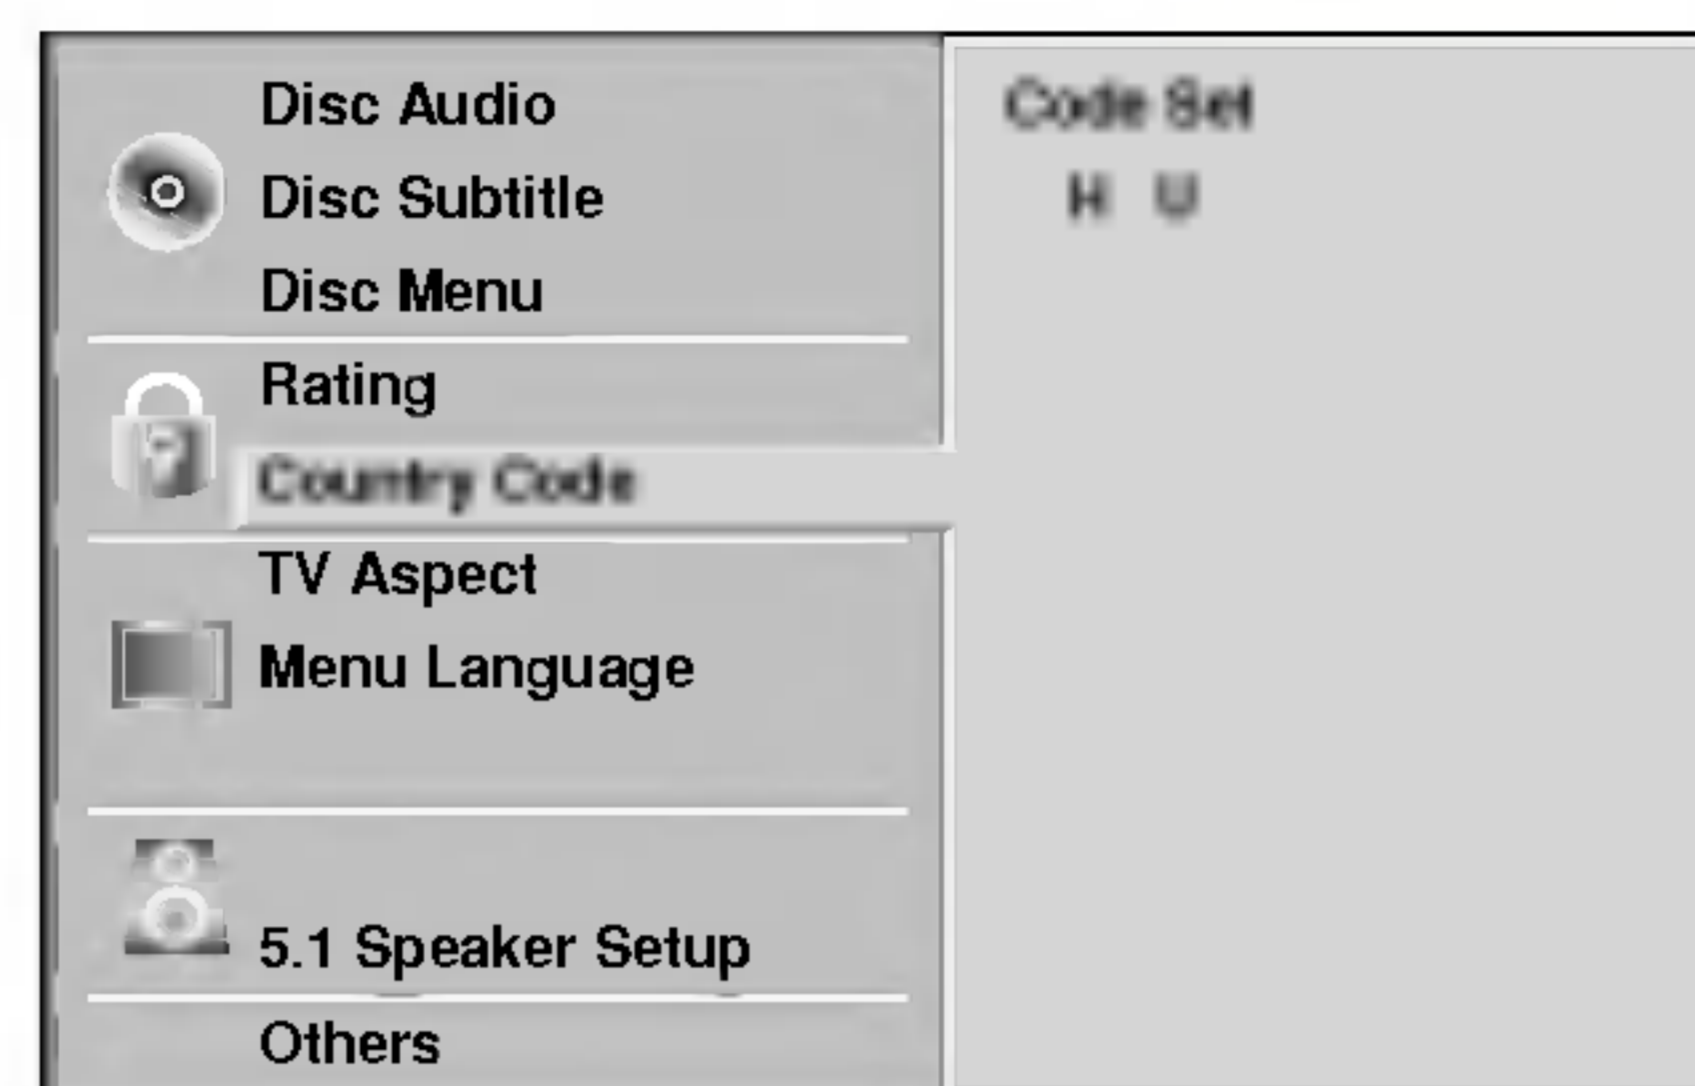 Disc Audio
Disc Subtitle
Disc Menu
Rating
Country Code
TV Aspect
Menu Language
5.1 Speaker Setup
Others
Code Set
H U